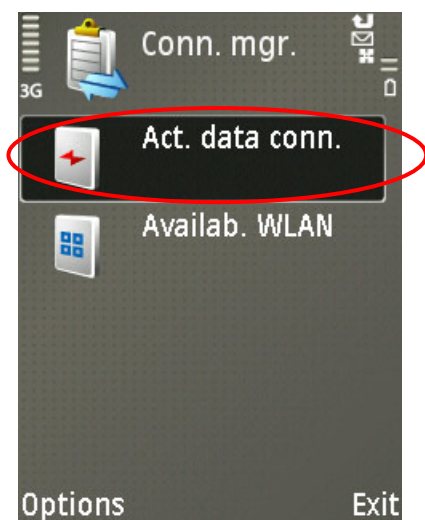 Conn. mgr.
3G
Act. data conn.
Availab. WLAN
Options Exit